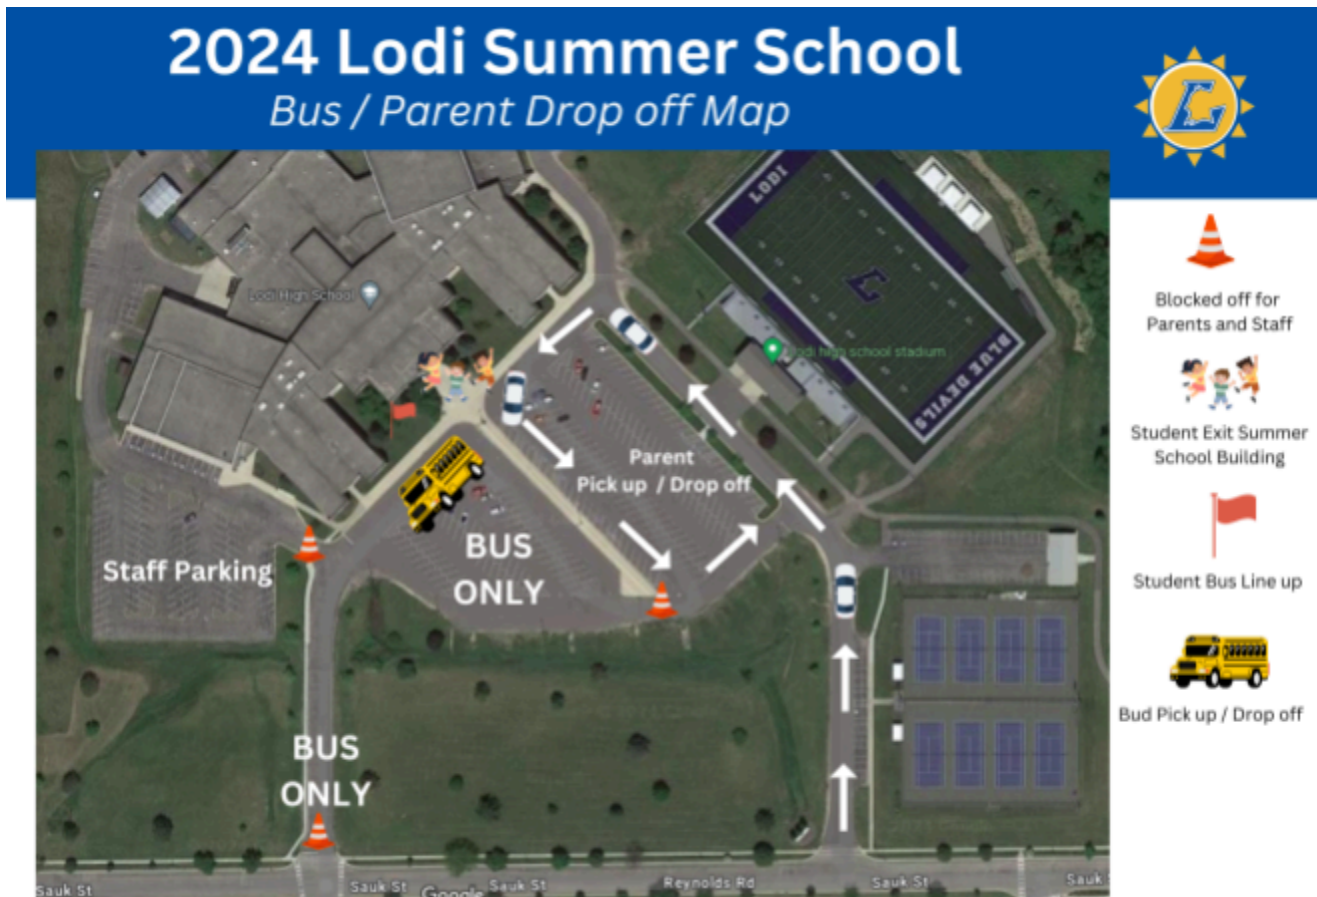 2024 Lodi Summer School
Bus / Parent Drop off Map
L
LODI
Lodi High School
L
Lodi high school stadium
BLUE DEVILS
Blocked off for
Parents and Staff
Student Exit Summer
School Building
Parent
Pick up / Drop off
BUS
ONLY
Staff Parking
Student Bus Line up
Bud Pick up / Drop off
BUS
ONLY
Sauk St
Sauk St
Google
Sauk St
Reynolds Rd
Sauk St
Sauk